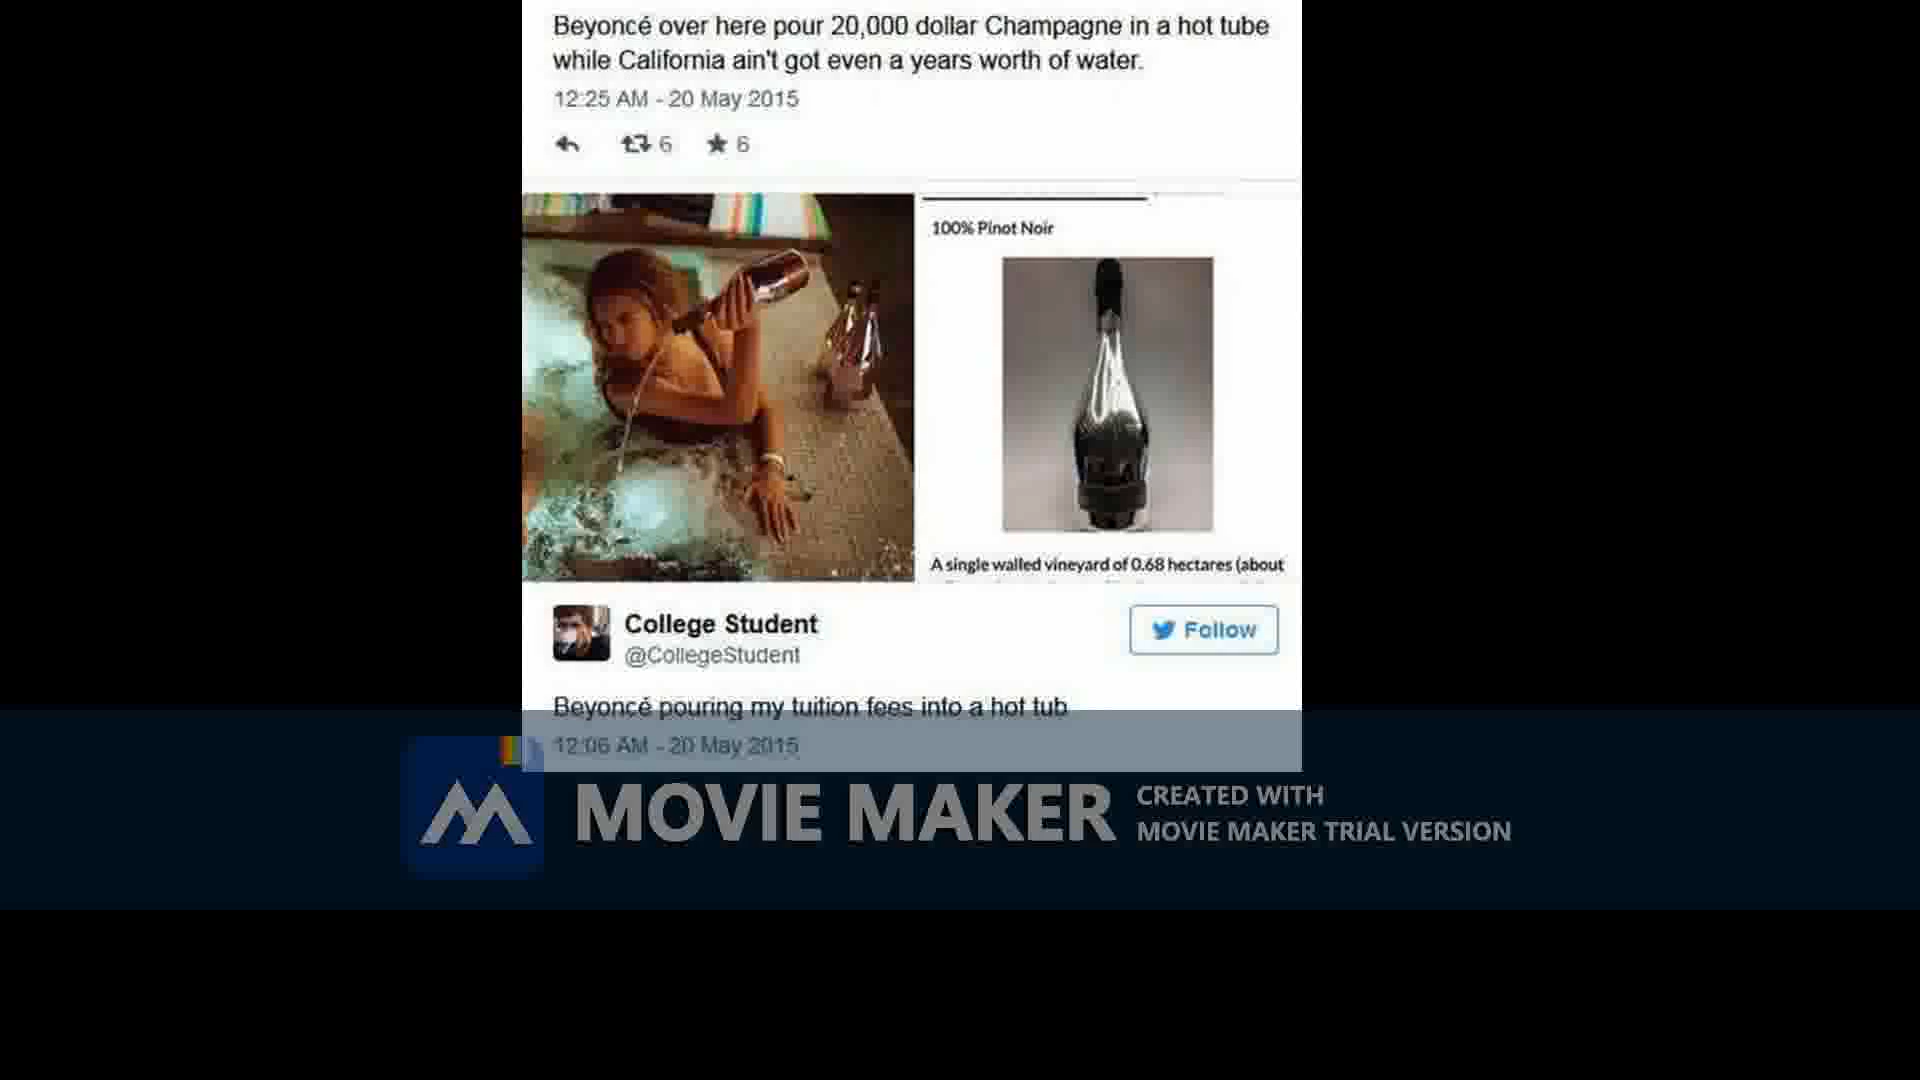 Beyoncé over here pour 20,000 dollar Champagne in a hot tube
while California ain't got even a years worth of water.
12:25 AM - 20 May 2015
6 6
100% Pinot Noir
A single walled vineyard of 0.68 hectares (about
College Student
Follow
@CollegeStudent
Beyoncé pouring my tuition fees into a hot tub
12:06 AM - 20 May 2015
MOVIE MAKER
CREATED WITH
MOVIE MAKER TRIAL VERSION